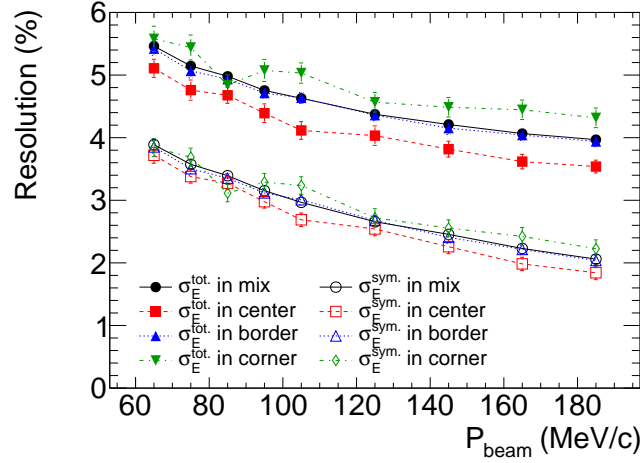 Resolution (%)
6
5
4
3
2
1
0
σ_E^tot. in mix
σ_E^sym. in mix
σ_E^tot. in center
σ_E^sym. in center
σ_E^tot. in border
σ_E^sym. in border
σ_E^tot. in corner
σ_E^sym. in corner
60 80 100 120 140 160 180
P_beam (MeV/c)